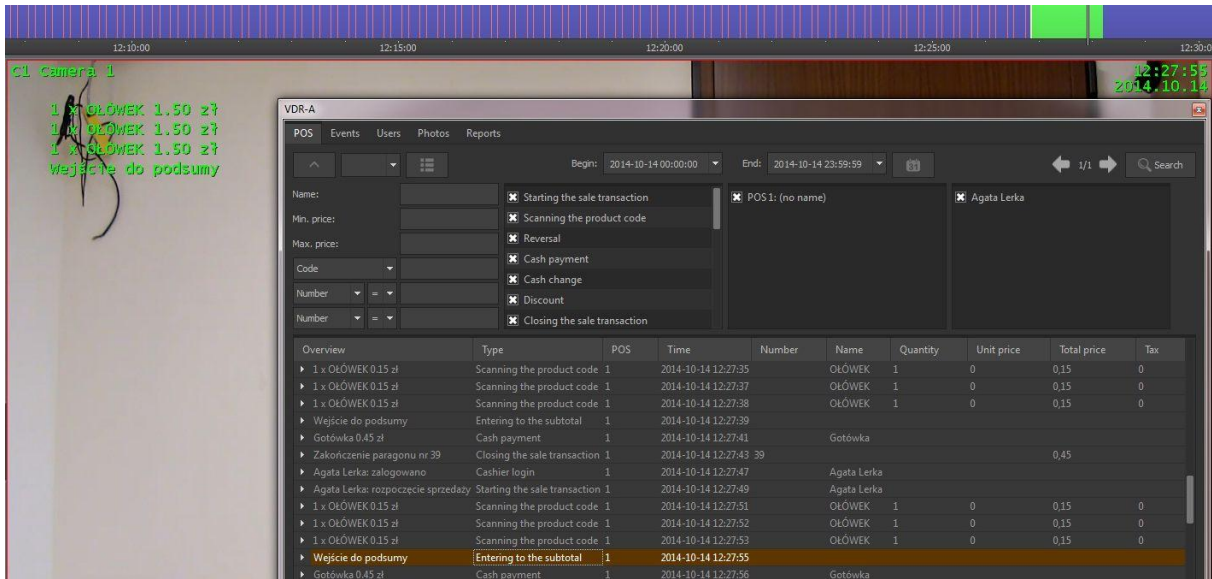 12:10:00 12:15:00 12:20:00 12:25:00 12:30:0
C1 Camera 1
12:27:55
2014.10.14
1 x OŁÓWEK 1.50 zł
1 x OŁÓWEK 1.50 zł
1 x OŁÓWEK 1.50 zł
Wejście do podsumy
VDR-A
POS Events Users Photos Reports
Begin: 2014-10-14 00:00:00 End: 2014-10-14 23:59:59 1/1 Search
Name:
Min. price:
Max. price:
Code
Number =
Number =
Starting the sale transaction
Scanning the product code
Reversal
Cash payment
Cash change
Discount
Closing the sale transaction
POS 1: (no name)
Agata Lerka
Overview Type POS Time Number Name Quantity Unit price Total price Tax
1 x OŁÓWEK 0.15 zł Scanning the product code 1 2014-10-14 12:27:35 OŁÓWEK 1 0 0,15 0
1 x OŁÓWEK 0.15 zł Scanning the product code 1 2014-10-14 12:27:37 OŁÓWEK 1 0 0,15 0
1 x OŁÓWEK 0.15 zł Scanning the product code 1 2014-10-14 12:27:38 OŁÓWEK 1 0 0,15 0
Wejście do podsumy Entering to the subtotal 1 2014-10-14 12:27:39
Gotówka 0.45 zł Cash payment 1 2014-10-14 12:27:41 Gotówka
Zakończenie paragonu nr 39 Closing the sale transaction 1 2014-10-14 12:27:43 39 0,45
Agata Lerka: zalogowano Cashier login 1 2014-10-14 12:27:47 Agata Lerka
Agata Lerka: rozpoczęcie sprzedaży Starting the sale transaction 1 2014-10-14 12:27:49 Agata Lerka
1 x OŁÓWEK 0.15 zł Scanning the product code 1 2014-10-14 12:27:51 OŁÓWEK 1 0 0,15 0
1 x OŁÓWEK 0.15 zł Scanning the product code 1 2014-10-14 12:27:52 OŁÓWEK 1 0 0,15 0
1 x OŁÓWEK 0.15 zł Scanning the product code 1 2014-10-14 12:27:53 OŁÓWEK 1 0 0,15 0
Wejście do podsumy Entering to the subtotal 1 2014-10-14 12:27:55
Gotówka 0.45 zł Cash payment 1 2014-10-14 12:27:56 Gotówka